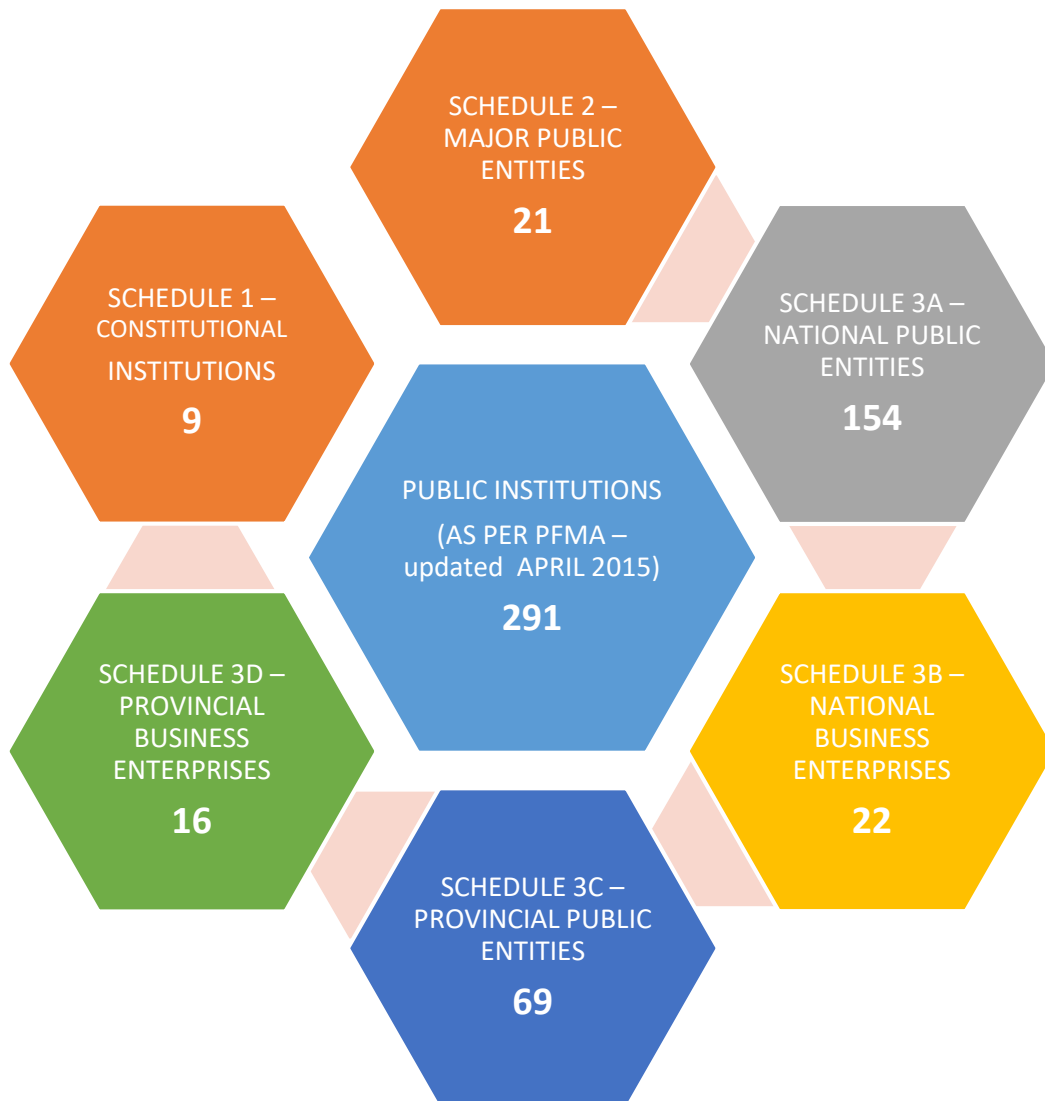 SCHEDULE 2 –
MAJOR PUBLIC
ENTITIES
21
SCHEDULE 1 –
CONSTITUTIONAL
INSTITUTIONS
9
SCHEDULE 3A –
NATIONAL PUBLIC
ENTITIES
154
PUBLIC INSTITUTIONS
(AS PER PFMA –
updated APRIL 2015)
291
SCHEDULE 3D –
PROVINCIAL
BUSINESS
ENTERPRISES
16
SCHEDULE 3B –
NATIONAL
BUSINESS
ENTERPRISES
22
SCHEDULE 3C –
PROVINCIAL PUBLIC
ENTITIES
69